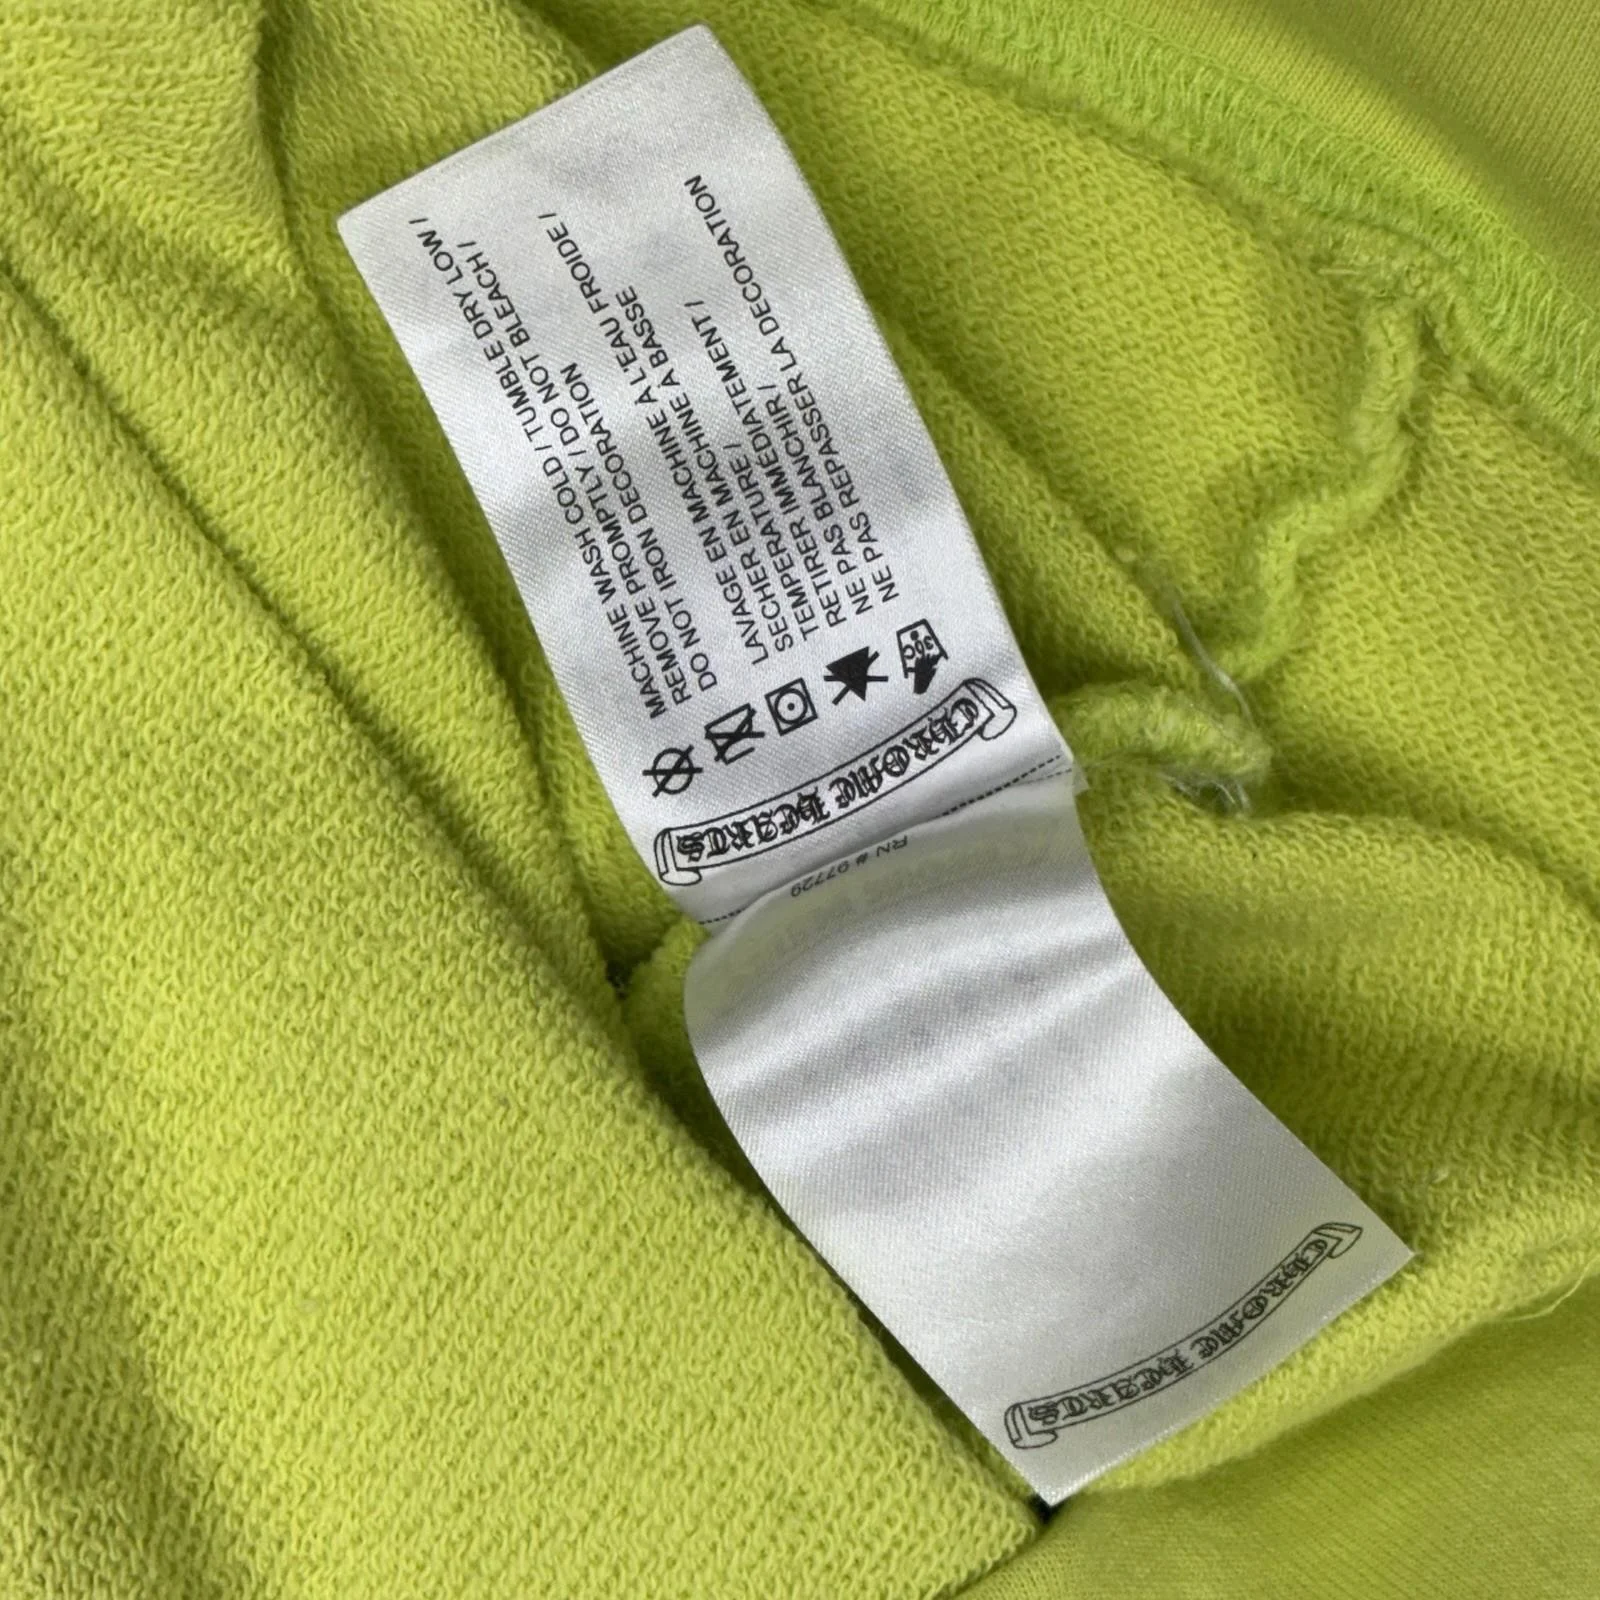 MACHINE WASH COLD / TUMBLE DRY LOW /
REMOVE PROMPTLY / DO NOT BLEACH /
DO NOT IRON DECORATION
LAVAGE EN MACHINE À L'EAU FROIDE /
SECHER EN MACHINE À BASSE
TEMPERATURE /
RETIRER IMMÉDIATEMENT /
NE PAS BLANCHIR /
NE PAS REPASSER LA DECORATION
30C
CHROME HEARTS
RN # 97729
CHROME HEARTS